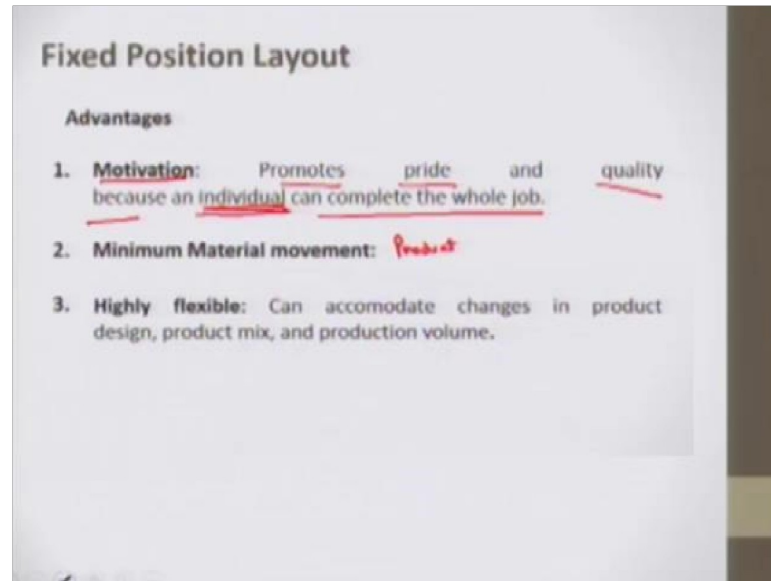 Fixed Position Layout
Advantages
1. Motivation: Promotes pride and quality
because an individual can complete the whole job.
2. Minimum Material movement: Product
3. Highly flexible: Can accomodate changes in product
design, product mix, and production volume.